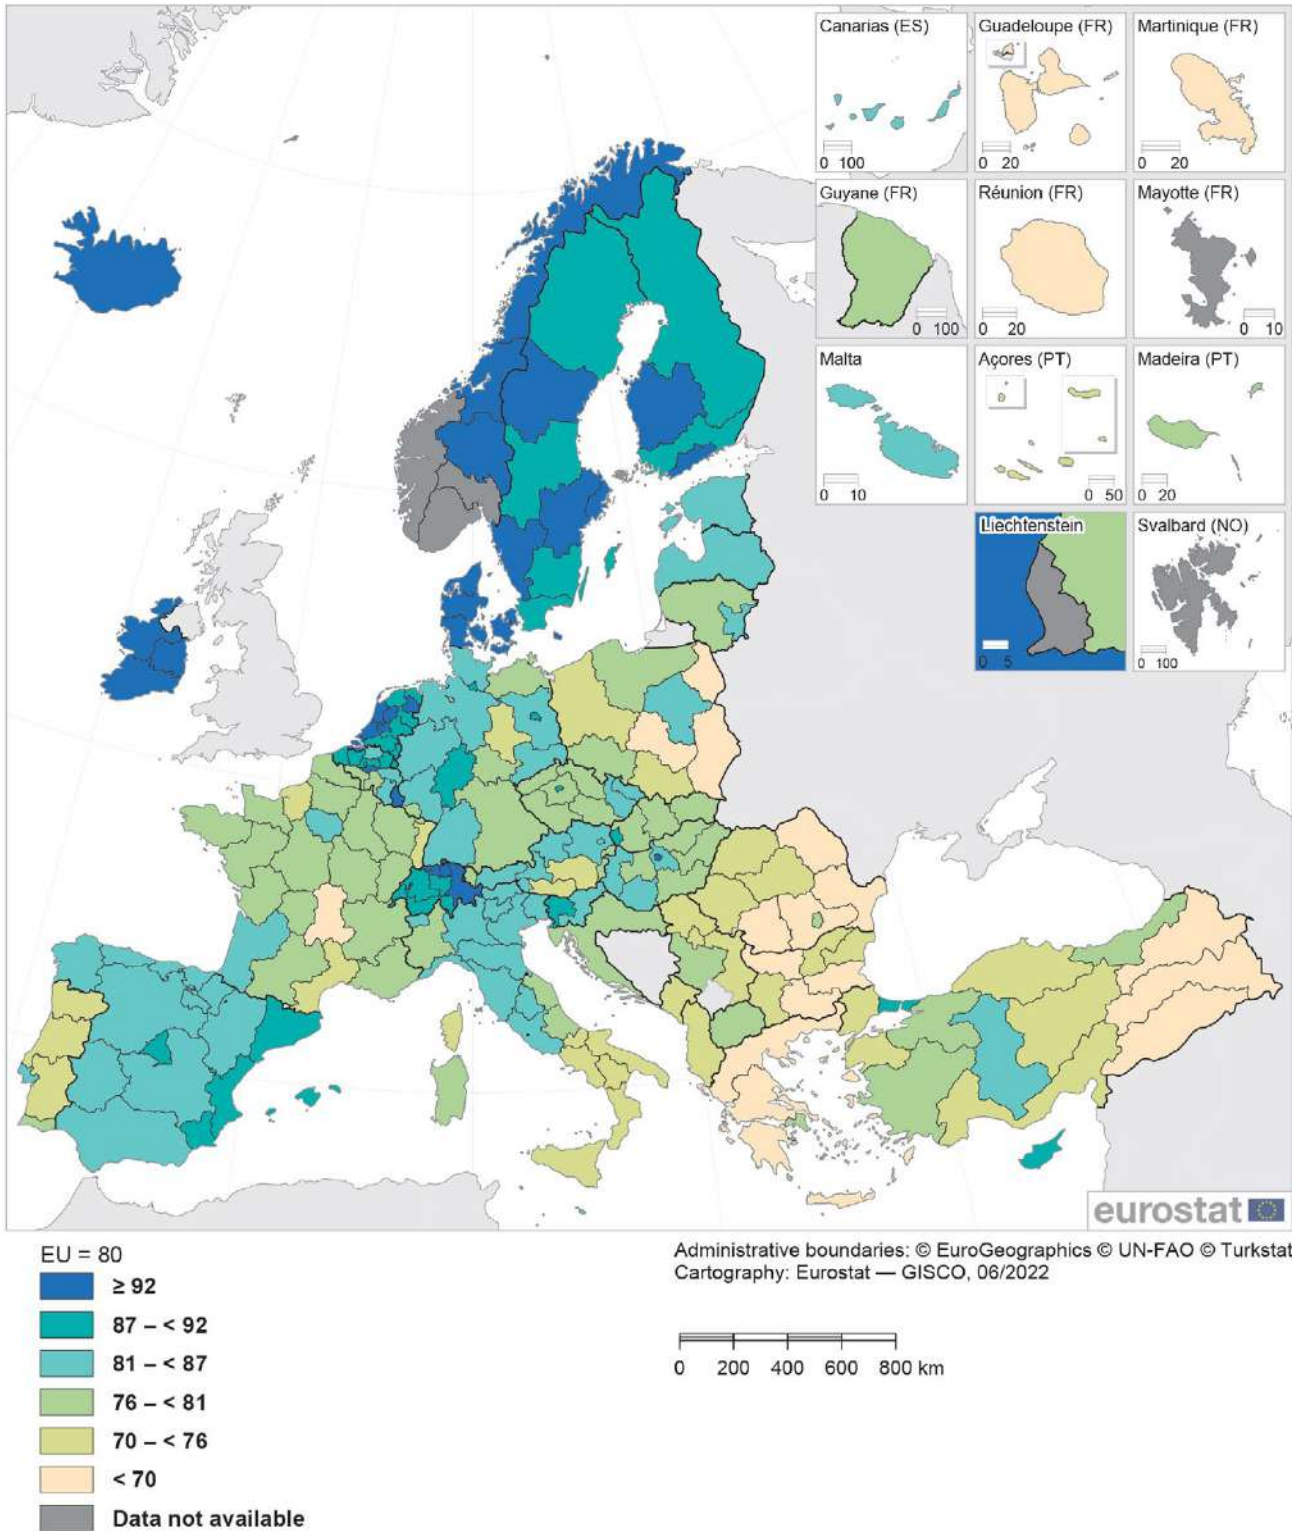 Canarias (ES)
0 100
Guadeloupe (FR)
0 20
Martinique (FR)
0 20
Guyane (FR)
0 100
Réunion (FR)
0 20
Mayotte (FR)
0 10
Malta
0 10
Açores (PT)
0 50
Madeira (PT)
0 20
Liechtenstein
0 5
Svalbard (NO)
0 100
eurostat
EU = 80
≥ 92
87 – < 92
81 – < 87
76 – < 81
70 – < 76
< 70
Data not available
Administrative boundaries: © EuroGeographics © UN-FAO © Turkstat
Cartography: Eurostat — GISCO, 06/2022
0 200 400 600 800 km